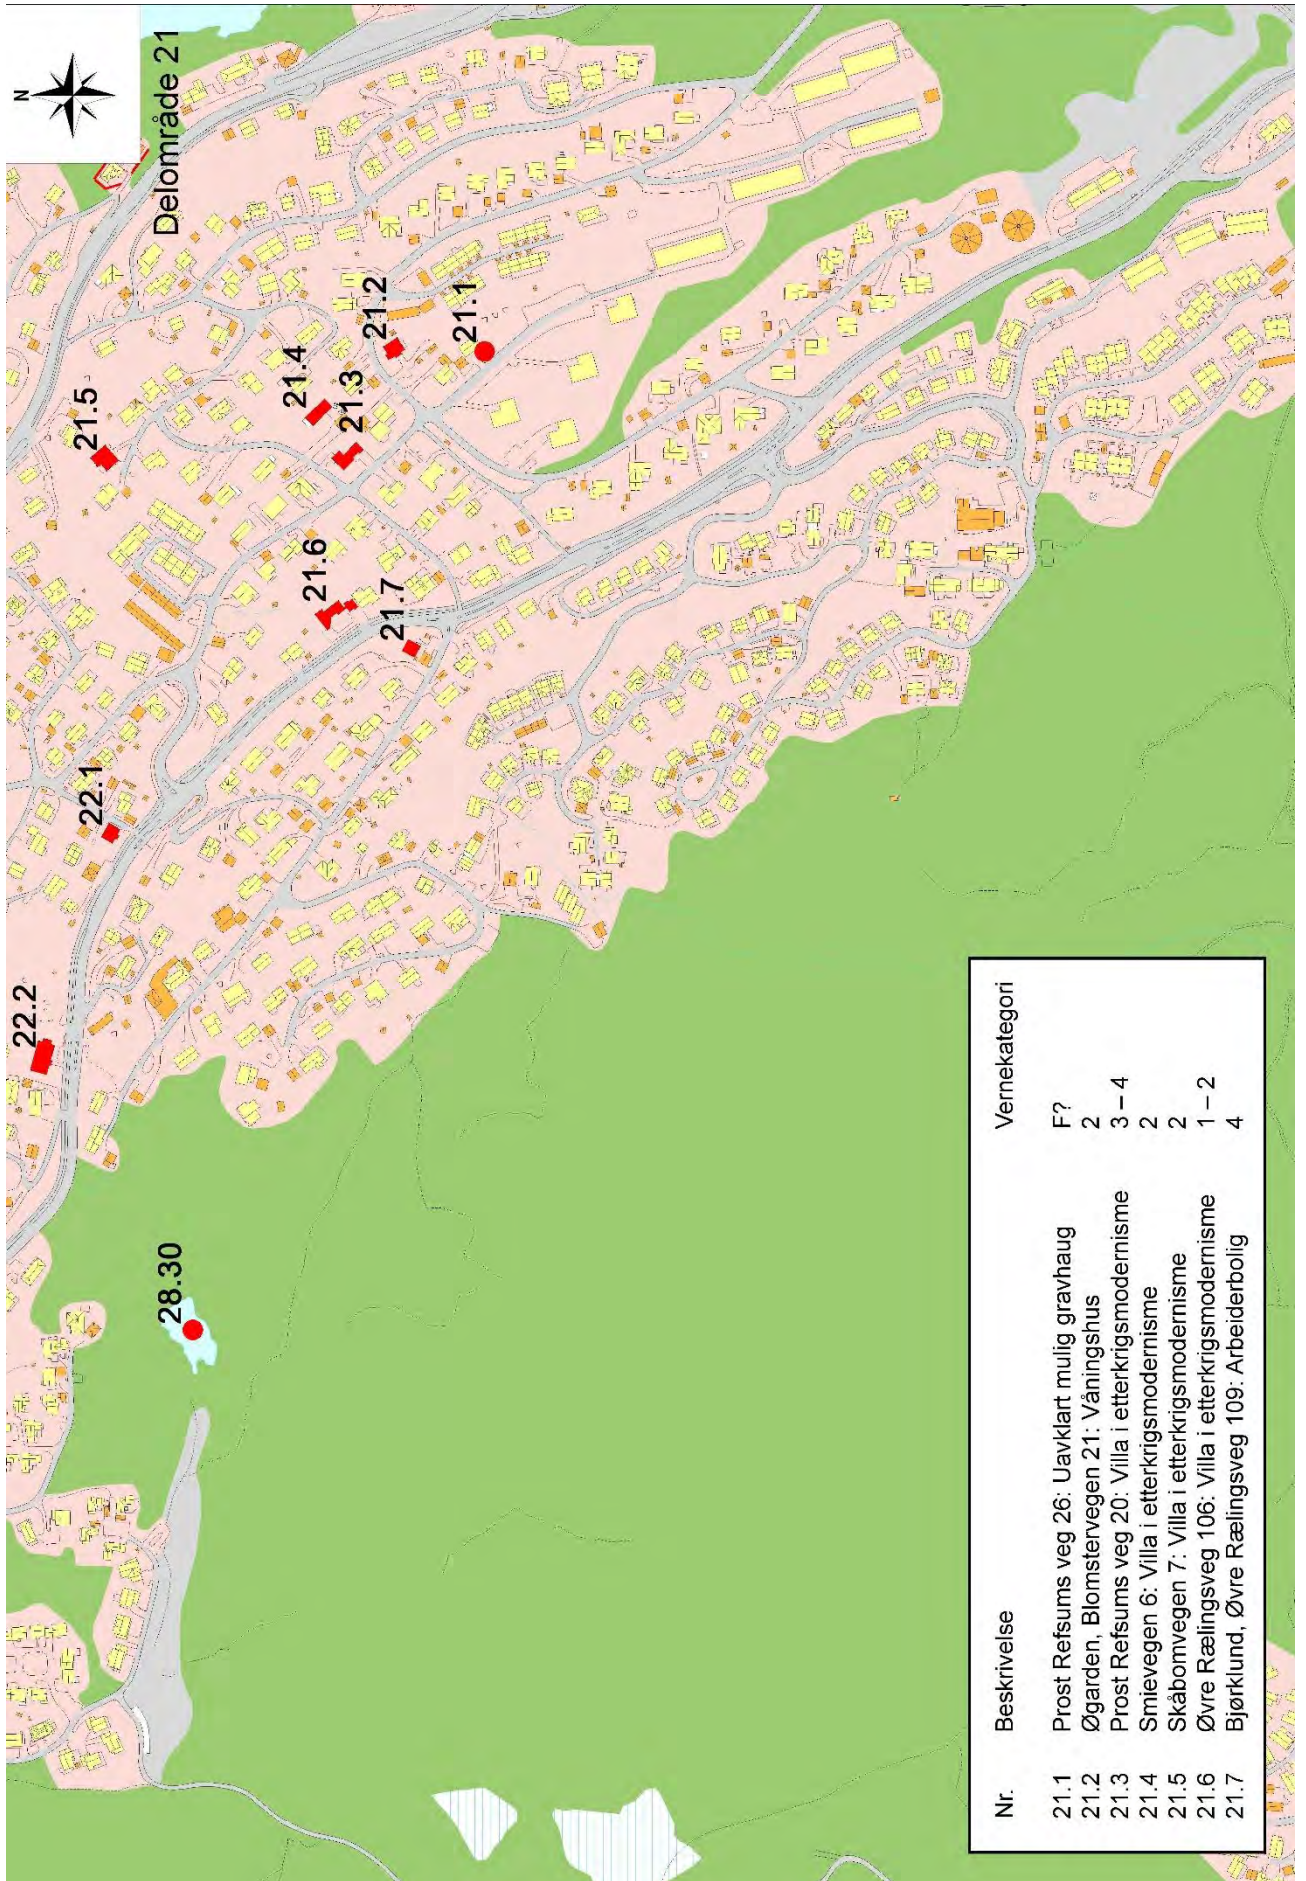 N
Delområde 21
21.5
21.4
21.2
21.3
21.1
21.6
21.7
22.1
22.2
28.30
Nr. Beskrivelse Vernekategori
21.1 Prost Refsums veg 26: Uavklart mulig gravhaug F?
21.2 Øgarden, Blomstervegen 21: Våningshus 2
21.3 Prost Refsums veg 20: Villa i etterkrigsmodernisme 3 – 4
21.4 Smievegen 6: Villa i etterkrigsmodernisme 2
21.5 Skåbomvegen 7: Villa i etterkrigsmodernisme 2
21.6 Øvre Rælingsveg 106: Villa i etterkrigsmodernisme 1 – 2
21.7 Bjørklund, Øvre Rælingsveg 109: Arbeiderbolig 4